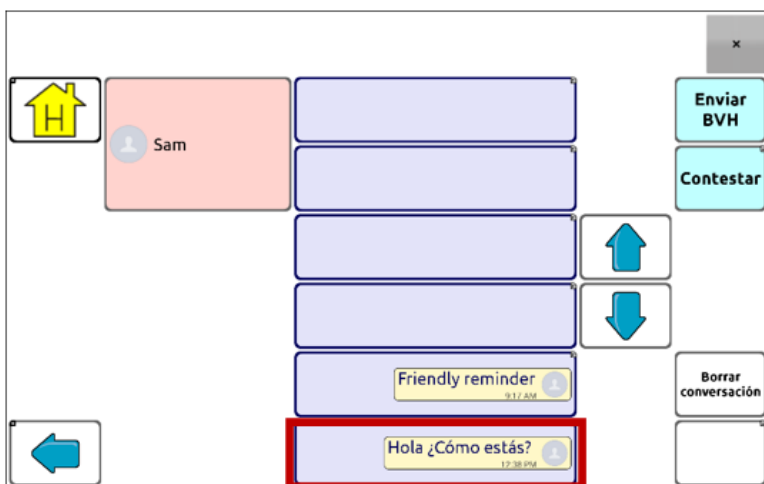 ×
H
Sam
Enviar
BVH
Contestar
Friendly reminder
9:17 AM
Borrar
conversación
Hola ¿Cómo estás?
12:38 PM